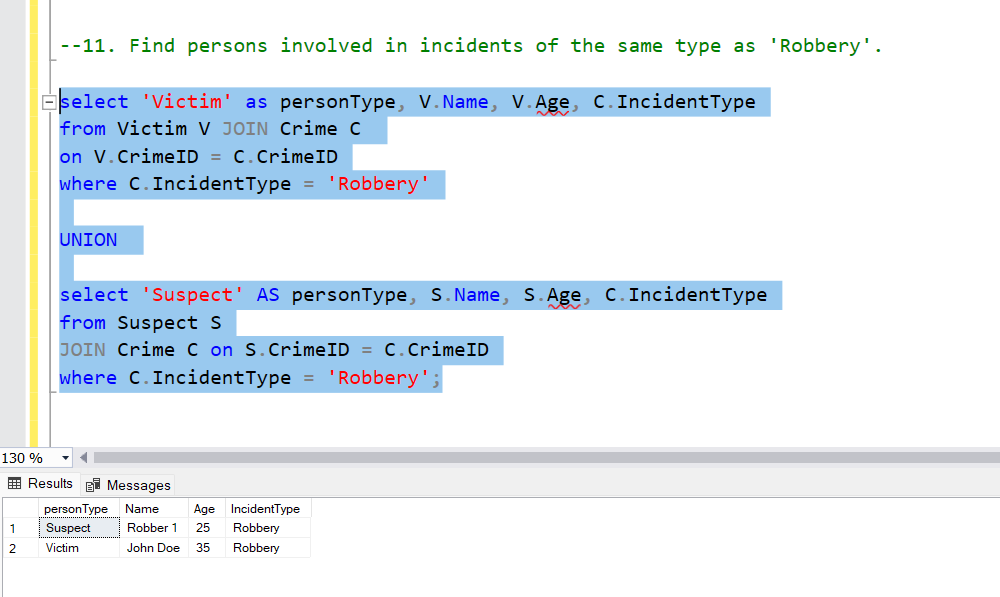 --11. Find persons involved in incidents of the same type as 'Robbery'.
select 'Victim' as personType, V.Name, V.Age, C.IncidentType
from Victim V JOIN Crime C
on V.CrimeID = C.CrimeID
where C.IncidentType = 'Robbery'
UNION
select 'Suspect' AS personType, S.Name, S.Age, C.IncidentType
from Suspect S
JOIN Crime C on S.CrimeID = C.CrimeID
where C.IncidentType = 'Robbery';
130 %
Results Messages
personType Name Age IncidentType
1 Suspect Robber 1 25 Robbery
2 Victim John Doe 35 Robbery